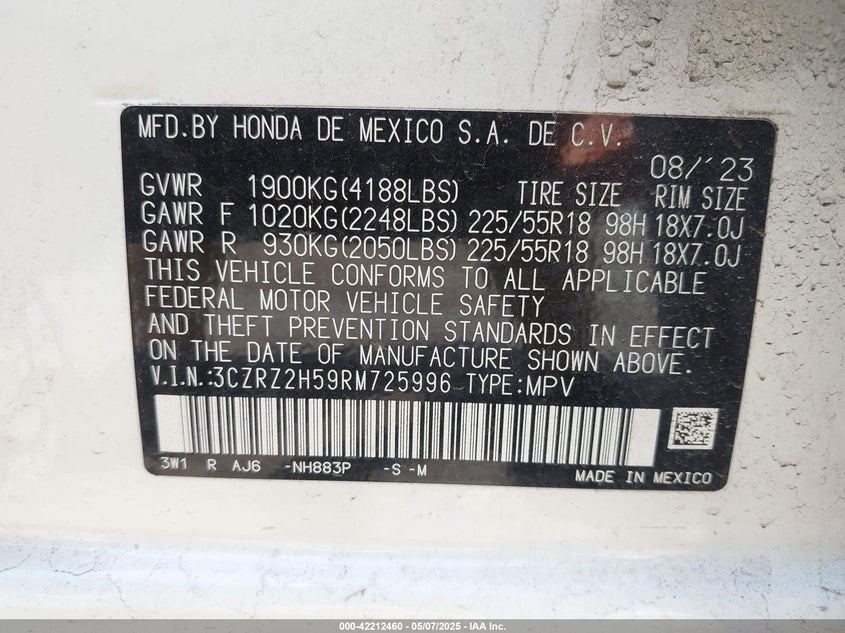 MFD.BY HONDA DE MEXICO S.A. DE C.V.
08/´23
GVWR 1900KG(4188LBS) TIRE SIZE RIM SIZE
GAWR F 1020KG(2248LBS) 225/55R18 98H 18X7.0J
GAWR R 930KG(2050LBS) 225/55R18 98H 18X7.0J
THIS VEHICLE CONFORMS TO ALL APPLICABLE
FEDERAL MOTOR VEHICLE SAFETY
AND THEFT PREVENTION STANDARDS IN EFFECT
ON THE DATE OF MANUFACTURE SHOWN ABOVE.
V.I.N.:3CZRZ2H59RM725996 TYPE:MPV
3W1 R AJ6 -NH883P -S -M
MADE IN MEXICO
000-42212460 - 05/07/2025 - IAA Inc.